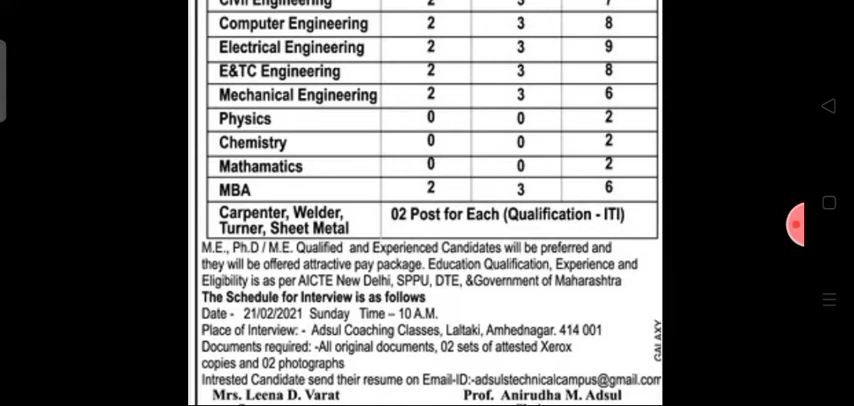 Civil Engineering 2 3 7
Computer Engineering 2 3 8
Electrical Engineering 2 3 9
E&TC Engineering 2 3 8
Mechanical Engineering 2 3 6
Physics 0 0 2
Chemistry 0 0 2
Mathamatics 0 0 2
MBA 2 3 6
Carpenter, Welder, 02 Post for Each (Qualification - ITI)
Turner, Sheet Metal
M.E., Ph.D / M.E. Qualified and Experienced Candidates will be preferred and
they will be offered attractive pay package. Education Qualification, Experience and
Eligibility is as per AICTE New Delhi, SPPU, DTE, &Government of Maharashtra
The Schedule for Interview is as follows
Date - 21/02/2021 Sunday Time – 10 A.M.
Place of Interview: - Adsul Coaching Classes, Laltaki, Amhednagar. 414 001
Documents required: -All original documents, 02 sets of attested Xerox
copies and 02 photographs
GALAXY
Intrested Candidate send their resume on Email-ID:-adsulstechnicalcampus@gmail.com
Mrs. Leena D. Varat Prof. Anirudha M. Adsul